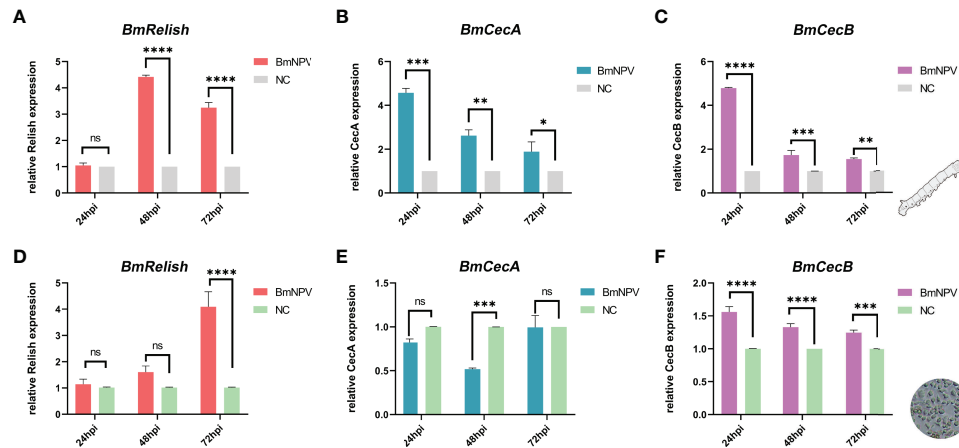 A
BmRelish
relative Relish expression
5
4
3
2
1
0
ns
****
****
24hpi
48hpi
72hpi
BmNPV
NC
B
BmCecA
relative CecA expression
6
4
2
0
***
**
*
24hpi
48hpi
72hpi
BmNPV
NC
C
BmCecB
relative CecB expression
6
4
2
0
****
***
**
24hpi
48hpi
72hpi
BmNPV
NC
D
BmRelish
relative Relish expression
5
4
3
2
1
0
ns
ns
****
24hpi
48hpi
72hpi
BmNPV
NC
E
BmCecA
relative CecA expression
1.5
1.0
0.5
0.0
ns
***
ns
24hpi
48hpi
72hpi
BmNPV
NC
F
BmCecB
relative CecB expression
2.0
1.5
1.0
0.5
0.0
****
****
***
24hpi
48hpi
72hpi
BmNPV
NC